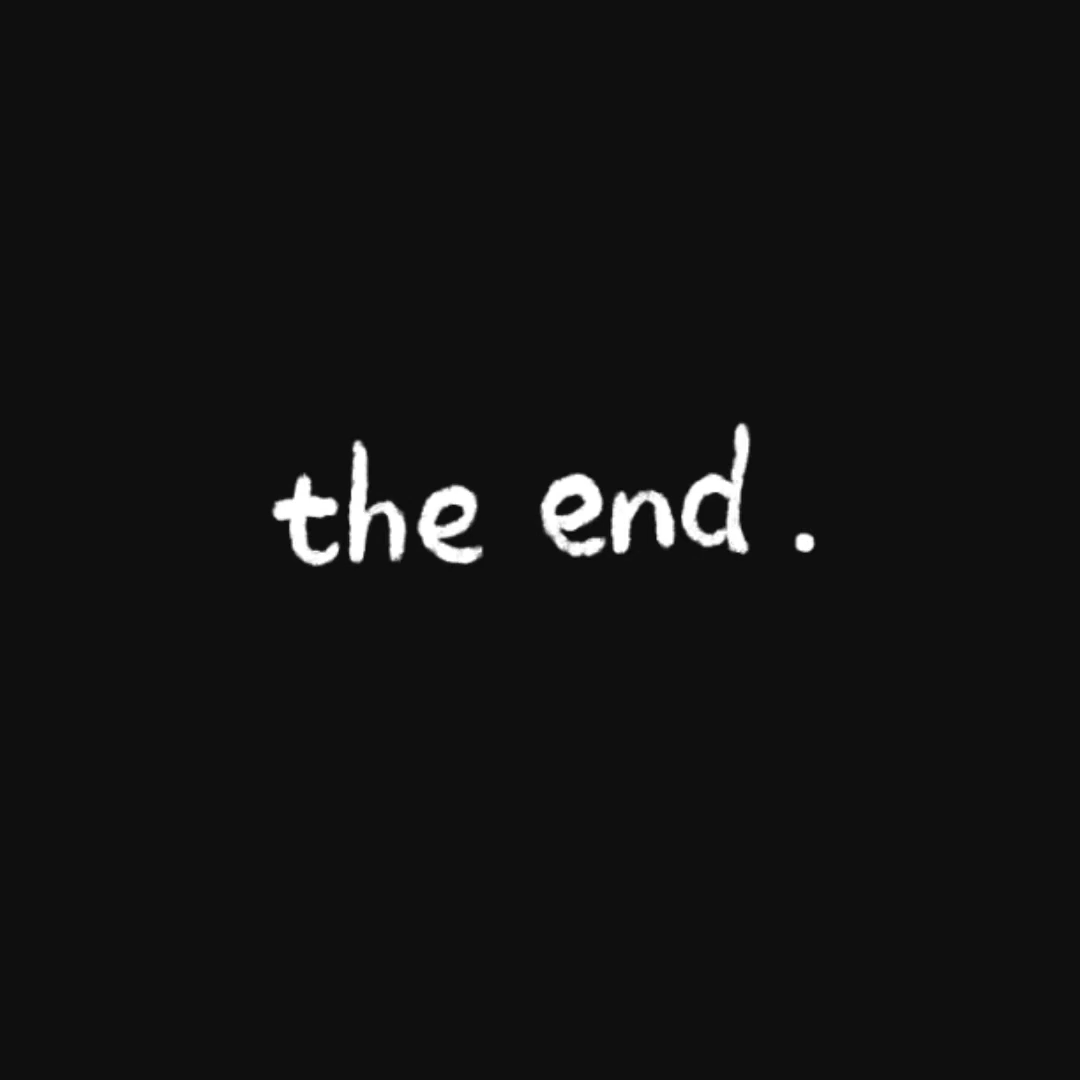 the end .